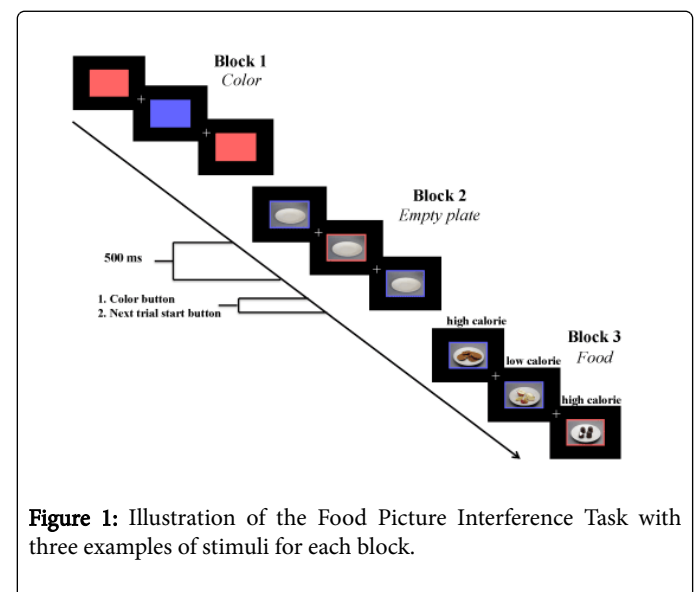 Block 1
Color
Block 2
Empty plate
500 ms
1. Color button
2. Next trial start button
high calorie
Block 3
Food
low calorie
high calorie
Figure 1: Illustration of the Food Picture Interference Task with
three examples of stimuli for each block.